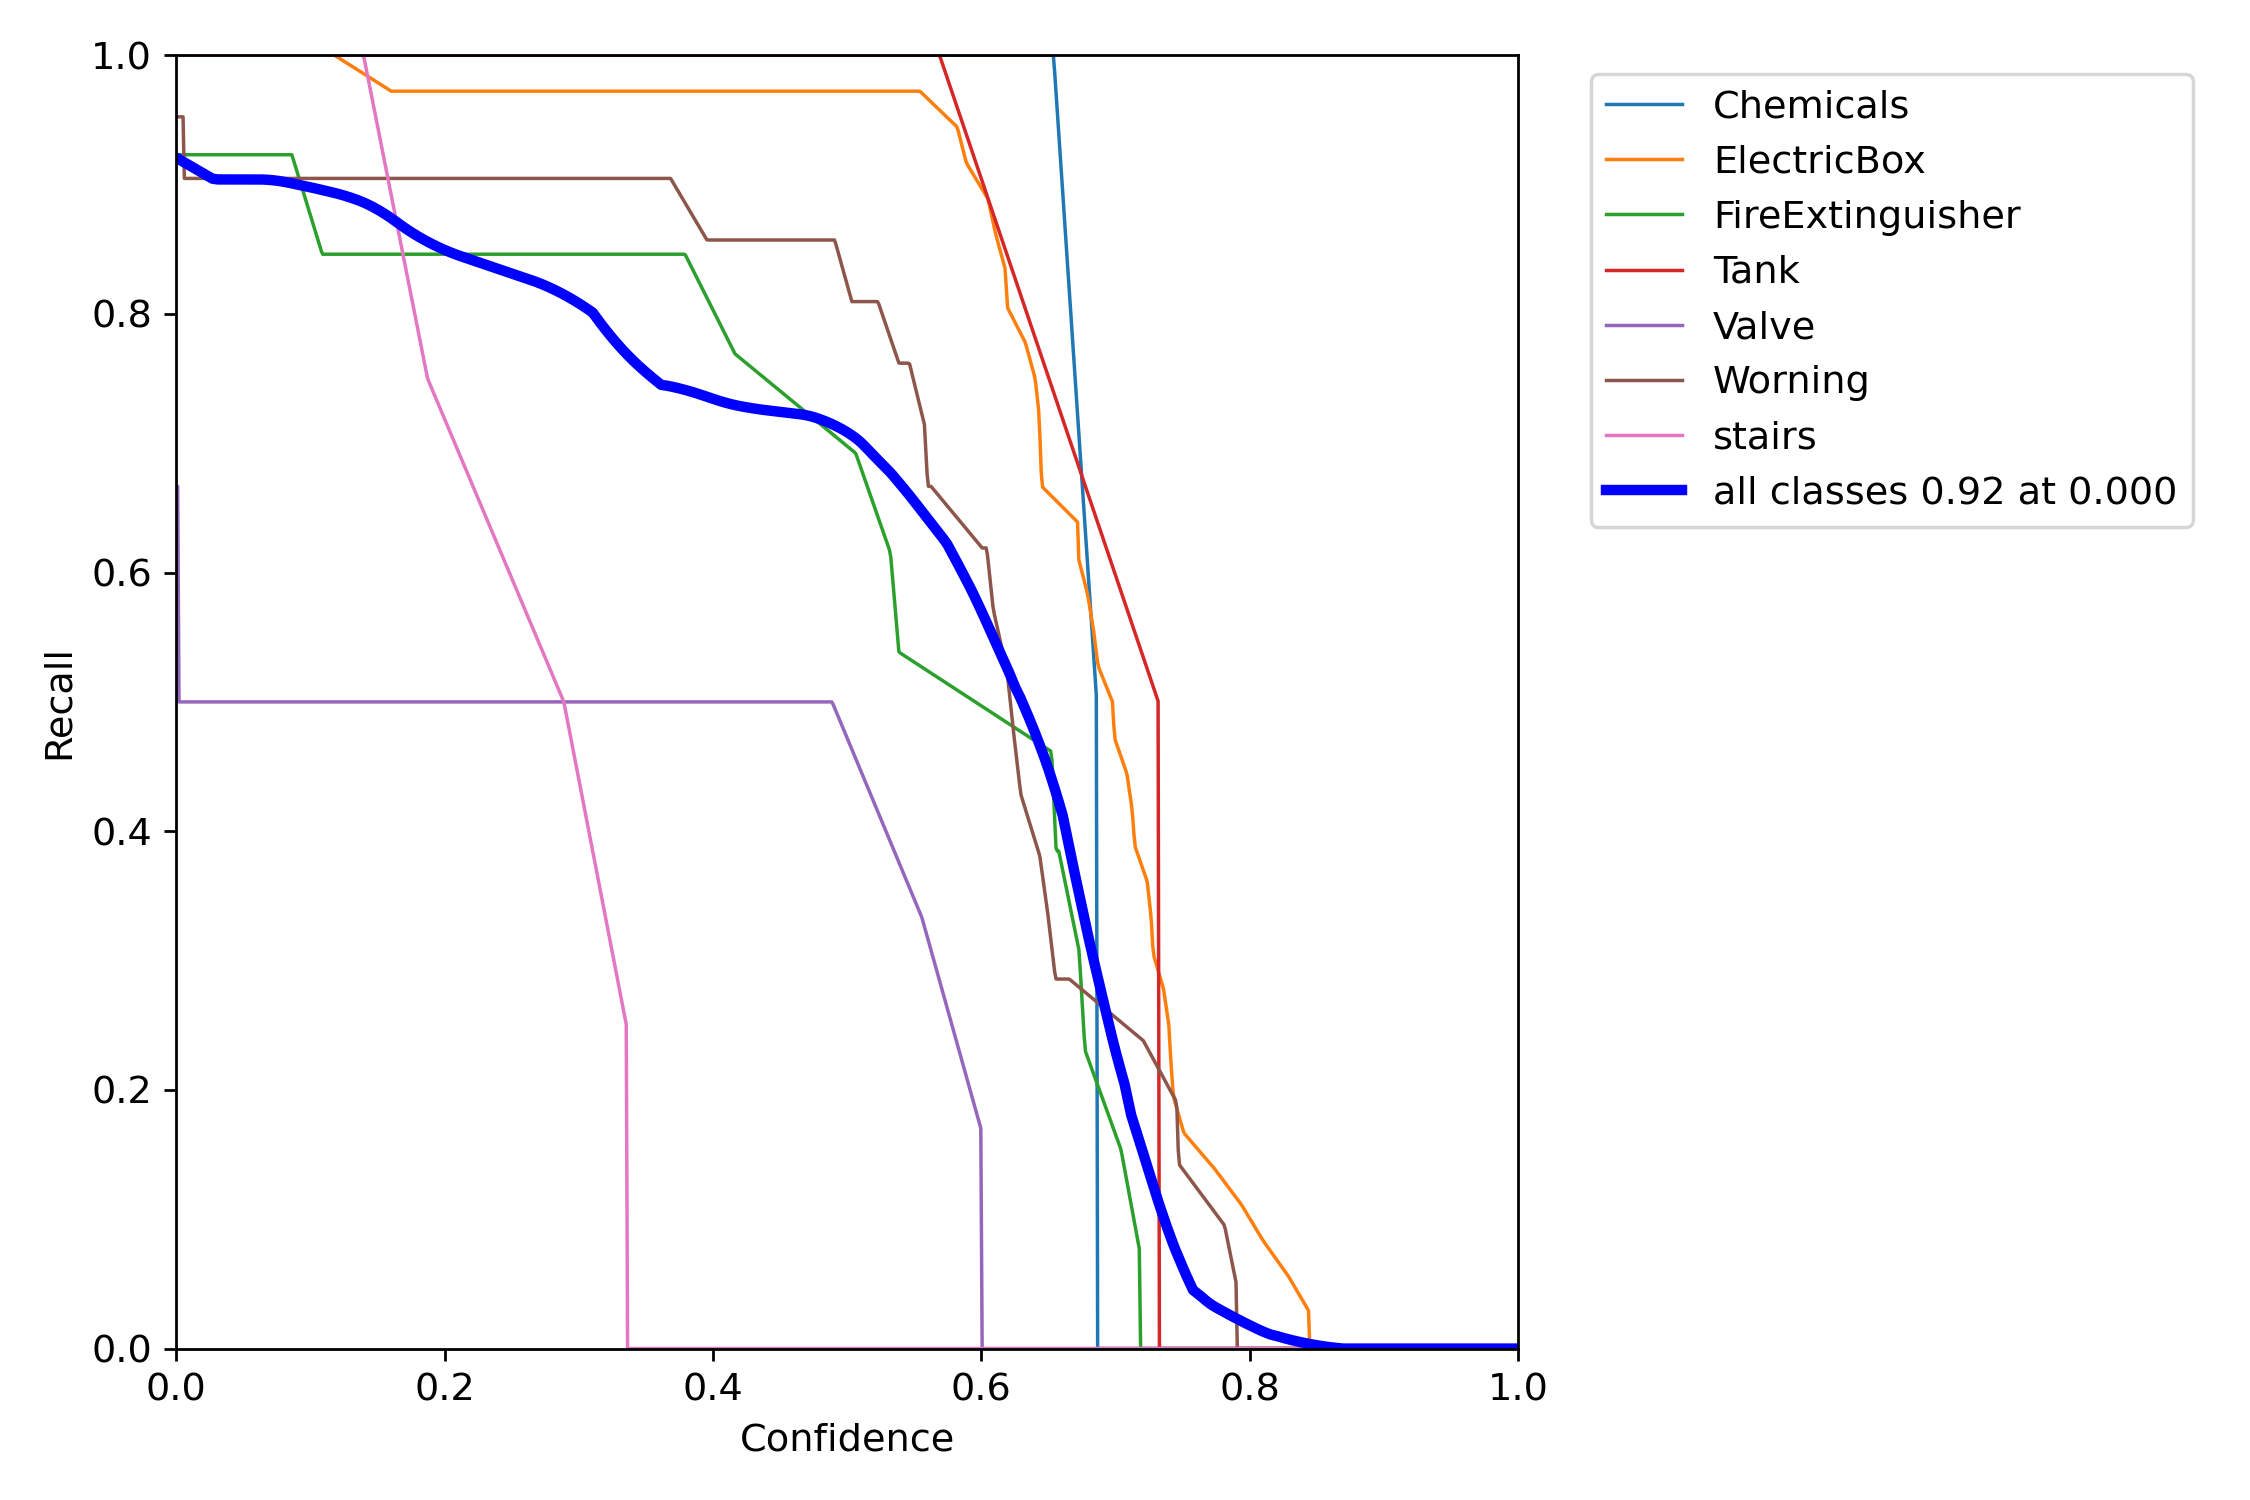 1.0
0.8
0.6
0.4
0.2
0.0
Recall
0.0 0.2 0.4 0.6 0.8 1.0
Confidence
Chemicals
ElectricBox
FireExtinguisher
Tank
Valve
Worning
stairs
all classes 0.92 at 0.000